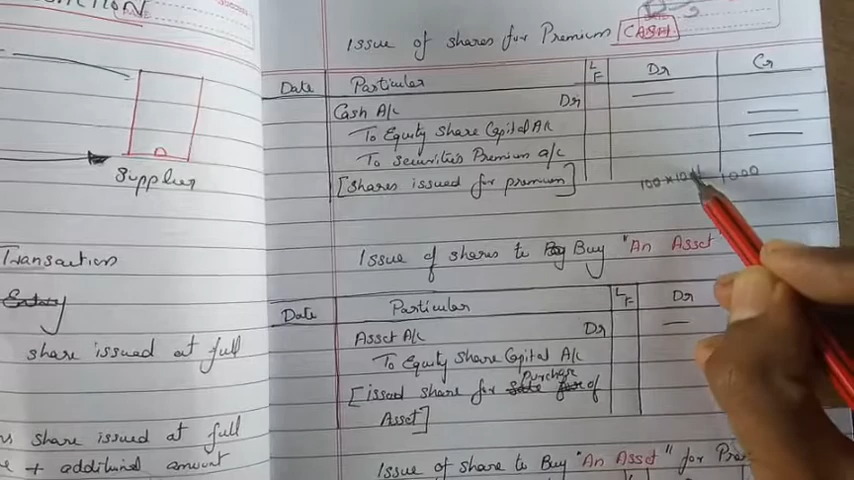 Supplier
Transactions
share issued at full
share issued at full
+ additinal amount
Issue of shares for Premium CASH
Date Particular L F Dr Cr
Cash A/c Dr
To Equity Share Capital A/c
To Securities Premium a/c
[Shares issued for premium]
100 × 10 1000
Issue of shares to Buy "An Asset"
Date Particular L F Dr
Asset A/c Dr
To Equity Share Capital A/c
[issued share for Purchase of
Asset]
Issue of share to Buy "An Asset" for